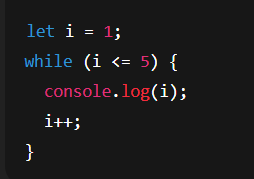 let i = 1;
while (i <= 5) {
  console.log(i);
  i++;
}